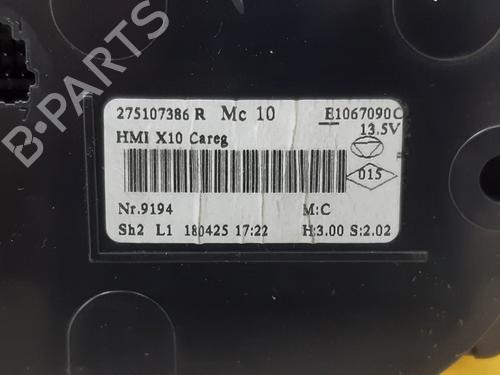 275107386 R Mc 10 E1067090C
HMI X10 Careg 13.5V
015
Nr.9194 M:C
Sh2 L1 180425 17:22 H:3.00 S:2.02
B-PARTS